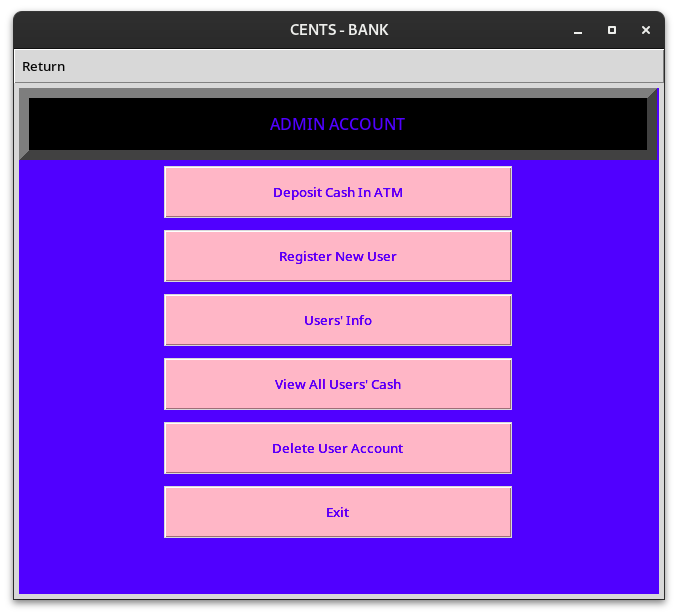 CENTS - BANK
Return
ADMIN ACCOUNT
Deposit Cash In ATM
Register New User
Users' Info
View All Users' Cash
Delete User Account
Exit